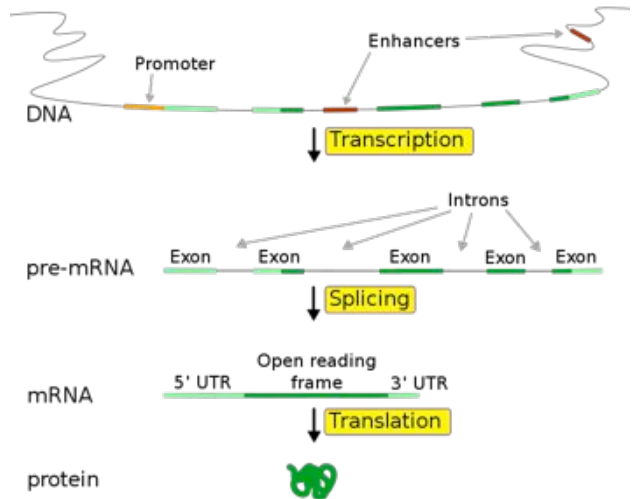 Enhancers
Promoter
DNA
Transcription
Introns
Exon Exon Exon Exon Exon
pre-mRNA
Splicing
Open reading
5' UTR frame 3' UTR
mRNA
Translation
protein